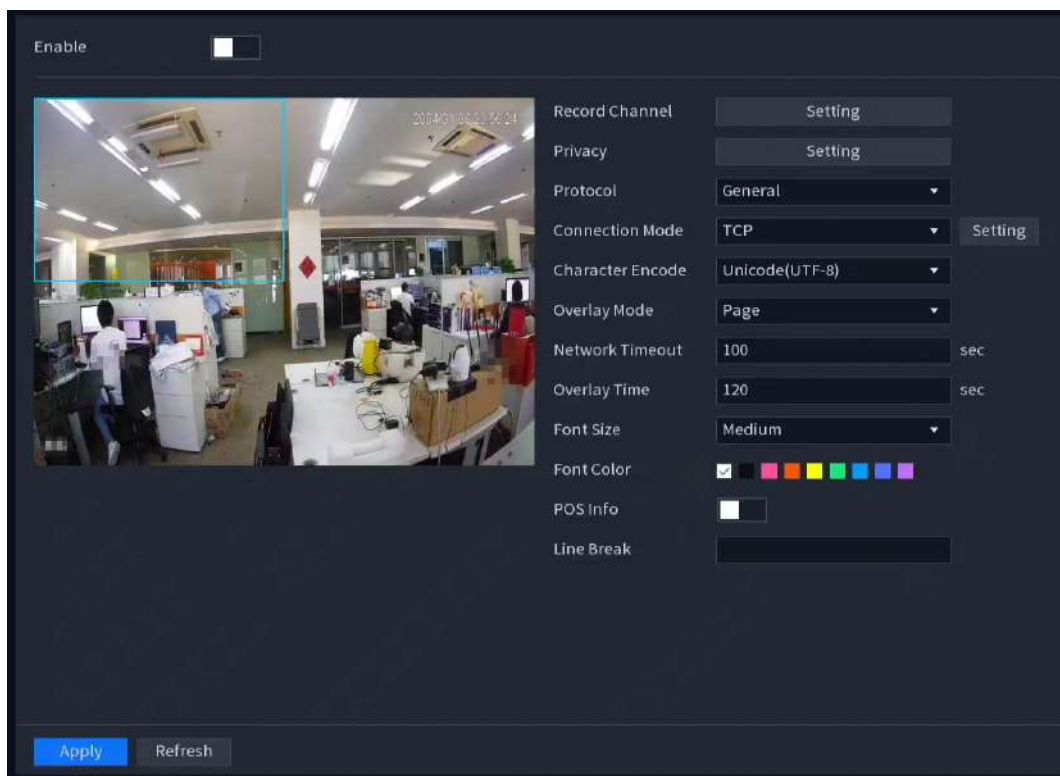 Enable
Record Channel Setting
Privacy Setting
Protocol General
Connection Mode TCP Setting
Character Encode Unicode(UTF-8)
Overlay Mode Page
Network Timeout 100 sec
Overlay Time 120 sec
Font Size Medium
Font Color
POS Info
Line Break
Apply Refresh